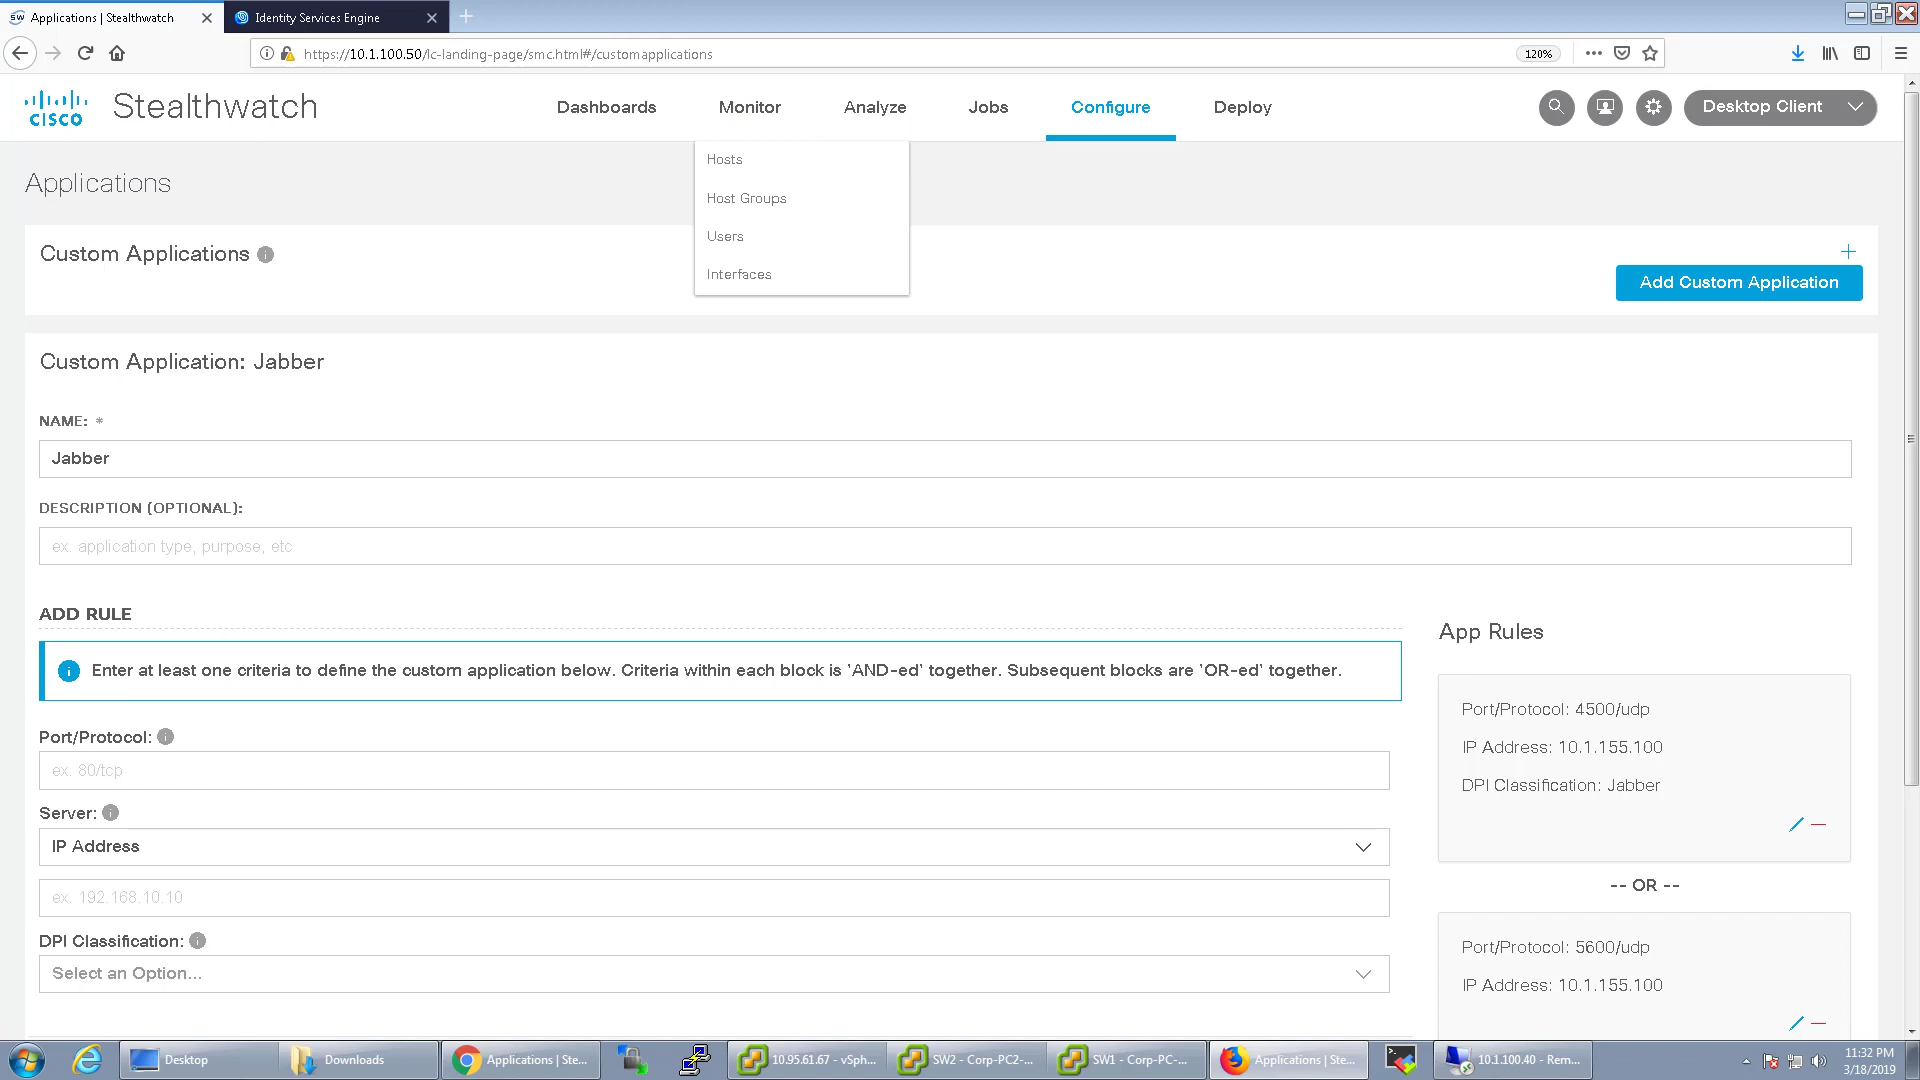 Applications | Stealthwatch
Identity Services Engine
https://10.1.100.50/lc-landing-page/smc.html#/customapplications
120%
CISCO
Stealthwatch
Dashboards
Monitor
Analyze
Jobs
Configure
Deploy
Desktop Client
Hosts
Host Groups
Users
Interfaces
Applications
Custom Applications
Add Custom Application
Custom Application: Jabber
NAME: *
Jabber
DESCRIPTION (OPTIONAL):
ex. application type, purpose, etc
ADD RULE
Enter at least one criteria to define the custom application below. Criteria within each block is 'AND-ed' together. Subsequent blocks are 'OR-ed' together.
Port/Protocol:
ex. 80/tcp
Server:
IP Address
ex. 192.168.10.10
DPI Classification:
Select an Option...
App Rules
Port/Protocol: 4500/udp
IP Address: 10.1.155.100
DPI Classification: Jabber
-- OR --
Port/Protocol: 5600/udp
IP Address: 10.1.155.100
Desktop
Downloads
Applications | Ste...
10.95.61.67 - vSph...
SW2 - Corp-PC2-...
SW1 - Corp-PC-...
Applications | Ste...
10.1.100.40 - Rem...
11:32 PM
3/18/2019